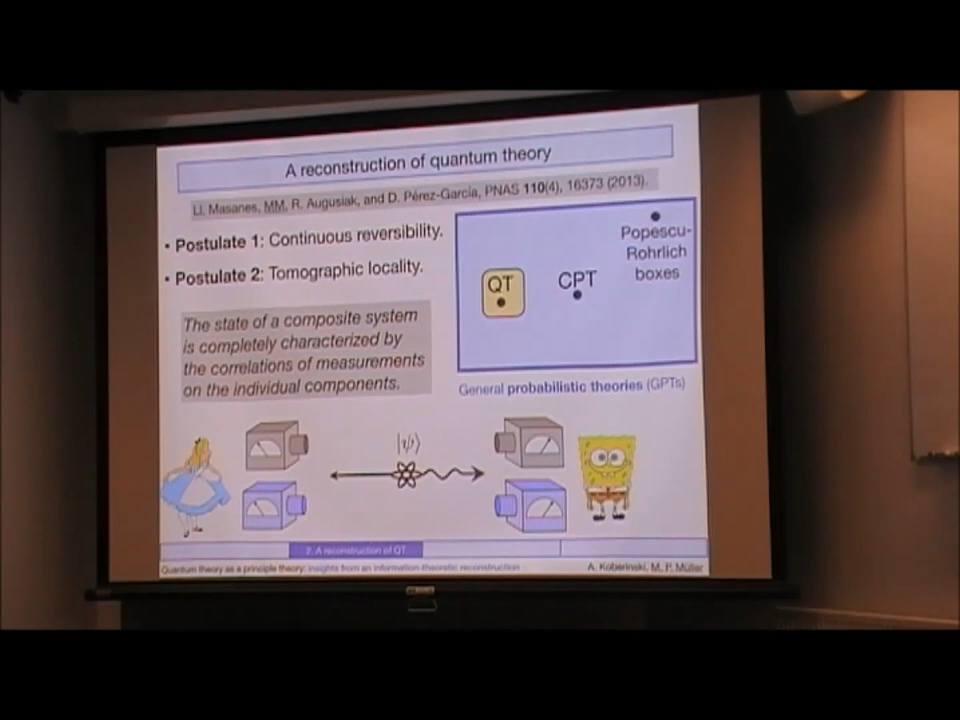 A reconstruction of quantum theory
Ll. Masanes, MM, R. Augusiak, and D. Pérez-García, PNAS 110(4), 16373 (2013).
• Postulate 1: Continuous reversibility.
• Postulate 2: Tomographic locality.
The state of a composite system
is completely characterized by
the correlations of measurements
on the individual components.
Popescu-
Rohrlich
boxes
QT
CPT
General probabilistic theories (GPTs)
|ψ⟩
2. A reconstruction of QT
Quantum theory as a principle theory: insights from an information-theoretic reconstruction
A. Koberinski, M. P. Müller